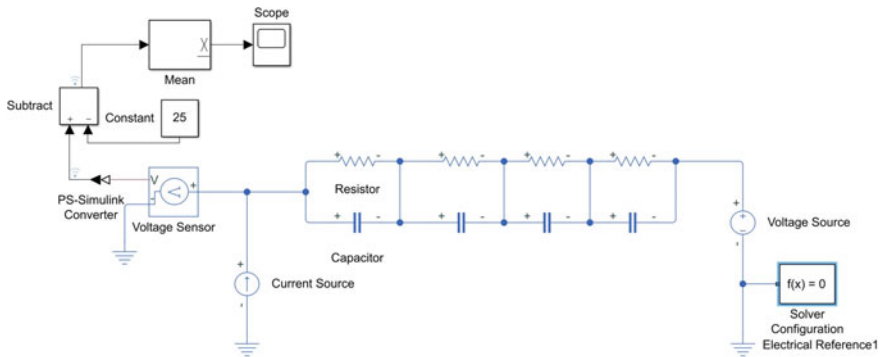 Scope
Mean
Subtract
+ −
Constant
25
V
+
-
PS-Simulink
Converter
Voltage Sensor
+ - + - + - + -
Resistor
+ - + - + - + -
Capacitor
+
Current Source
-
+
Voltage Source
-
f(x) = 0
Solver
Configuration
Electrical Reference1